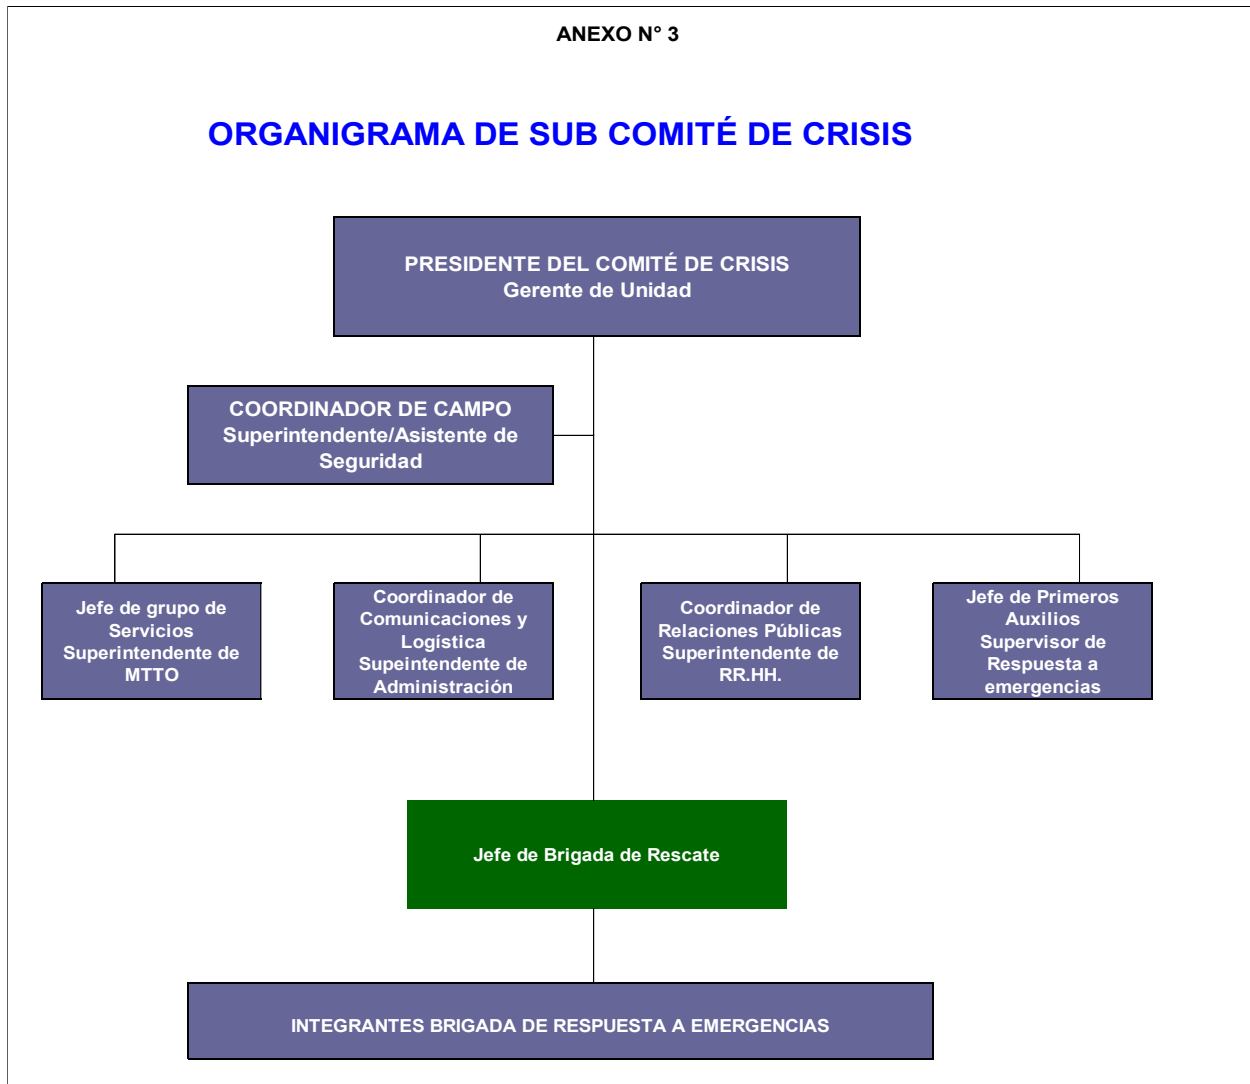 ANEXO N° 3
ORGANIGRAMA DE SUB COMITÉ DE CRISIS
PRESIDENTE DEL COMITÉ DE CRISIS
Gerente de Unidad
COORDINADOR DE CAMPO
Superintendente/Asistente de
Seguridad
Jefe de grupo de
Servicios
Superintendente de
MTTO
Coordinador de
Comunicaciones y
Logística
Supeintendente de
Administración
Coordinador de
Relaciones Públicas
Superintendente de
RR.HH.
Jefe de Primeros
Auxilios
Supervisor de
Respuesta a
emergencias
Jefe de Brigada de Rescate
INTEGRANTES BRIGADA DE RESPUESTA A EMERGENCIAS